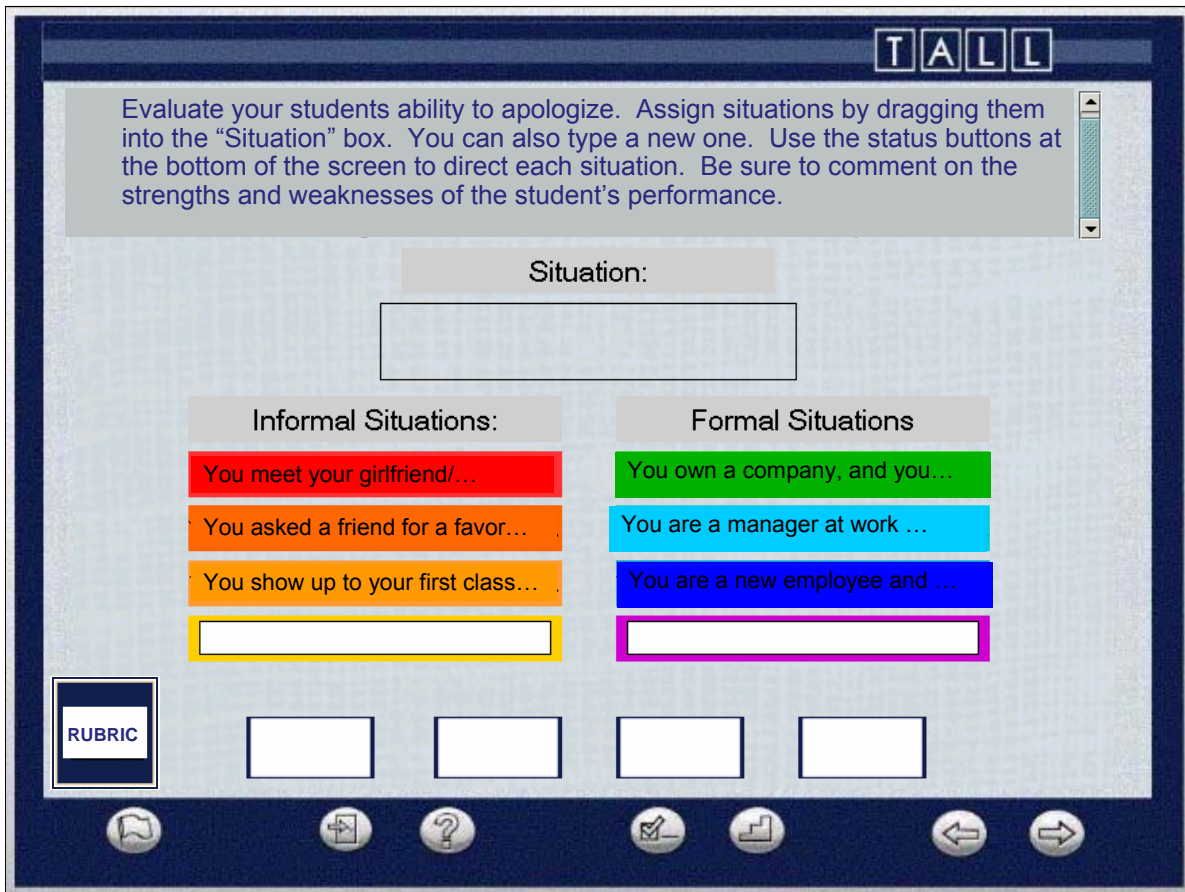 TALL
Evaluate your students ability to apologize.  Assign situations by dragging them
into the “Situation” box.  You can also type a new one.  Use the status buttons at
the bottom of the screen to direct each situation.  Be sure to comment on the
strengths and weaknesses of the student’s performance.
Situation:
Informal Situations:
Formal Situations
You meet your girlfriend/…
You own a company, and you…
You asked a friend for a favor…
You are a manager at work …
You show up to your first class…
You are a new employee and …
RUBRIC